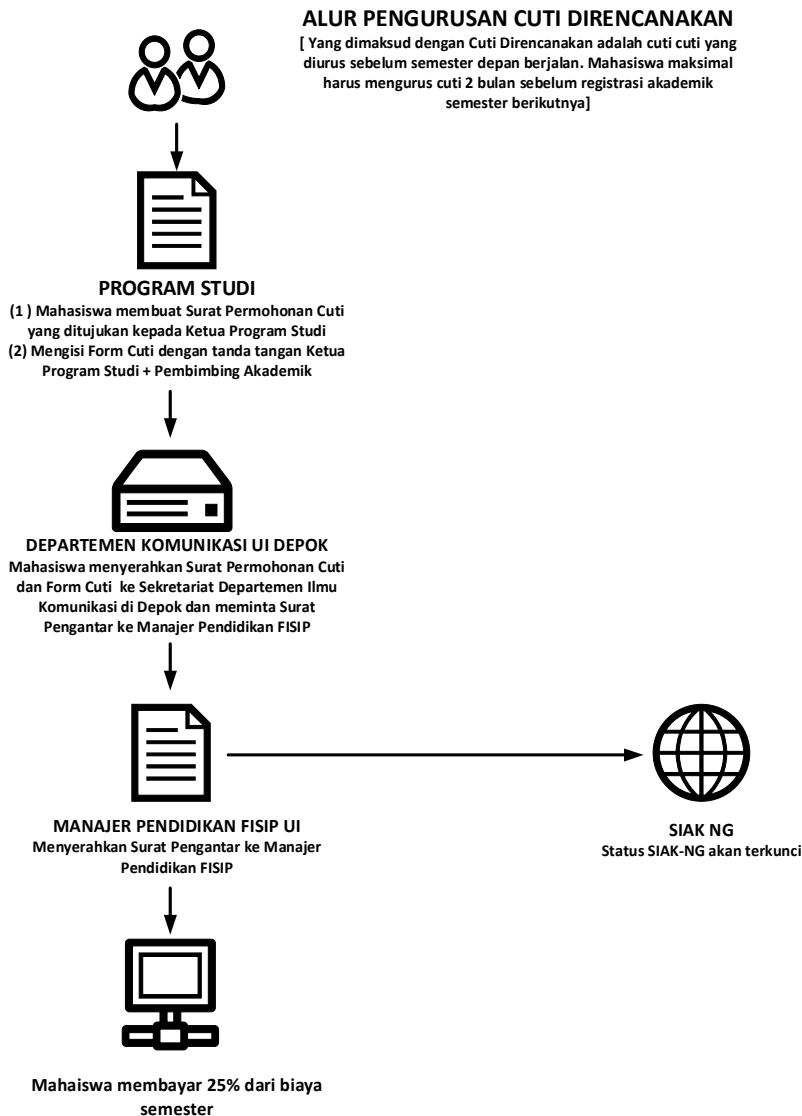 ALUR PENGURUSAN CUTI DIRENCANAKAN
[ Yang dimaksud dengan Cuti Direncanakan adalah cuti cuti yang
diurus sebelum semester depan berjalan. Mahasiswa maksimal
harus mengurus cuti 2 bulan sebelum registrasi akademik
semester berikutnya]
PROGRAM STUDI
(1 ) Mahasiswa membuat Surat Permohonan Cuti
yang ditujukan kepada Ketua Program Studi
(2) Mengisi Form Cuti dengan tanda tangan Ketua
Program Studi + Pembimbing Akademik
DEPARTEMEN KOMUNIKASI UI DEPOK
Mahasiswa menyerahkan Surat Permohonan Cuti
dan Form Cuti ke Sekretariat Departemen Ilmu
Komunikasi di Depok dan meminta Surat
Pengantar ke Manajer Pendidikan FISIP
MANAJER PENDIDIKAN FISIP UI
Menyerahkan Surat Pengantar ke Manajer
Pendidikan FISIP
SIAK NG
Status SIAK-NG akan terkunci
Mahaiswa membayar 25% dari biaya
semester